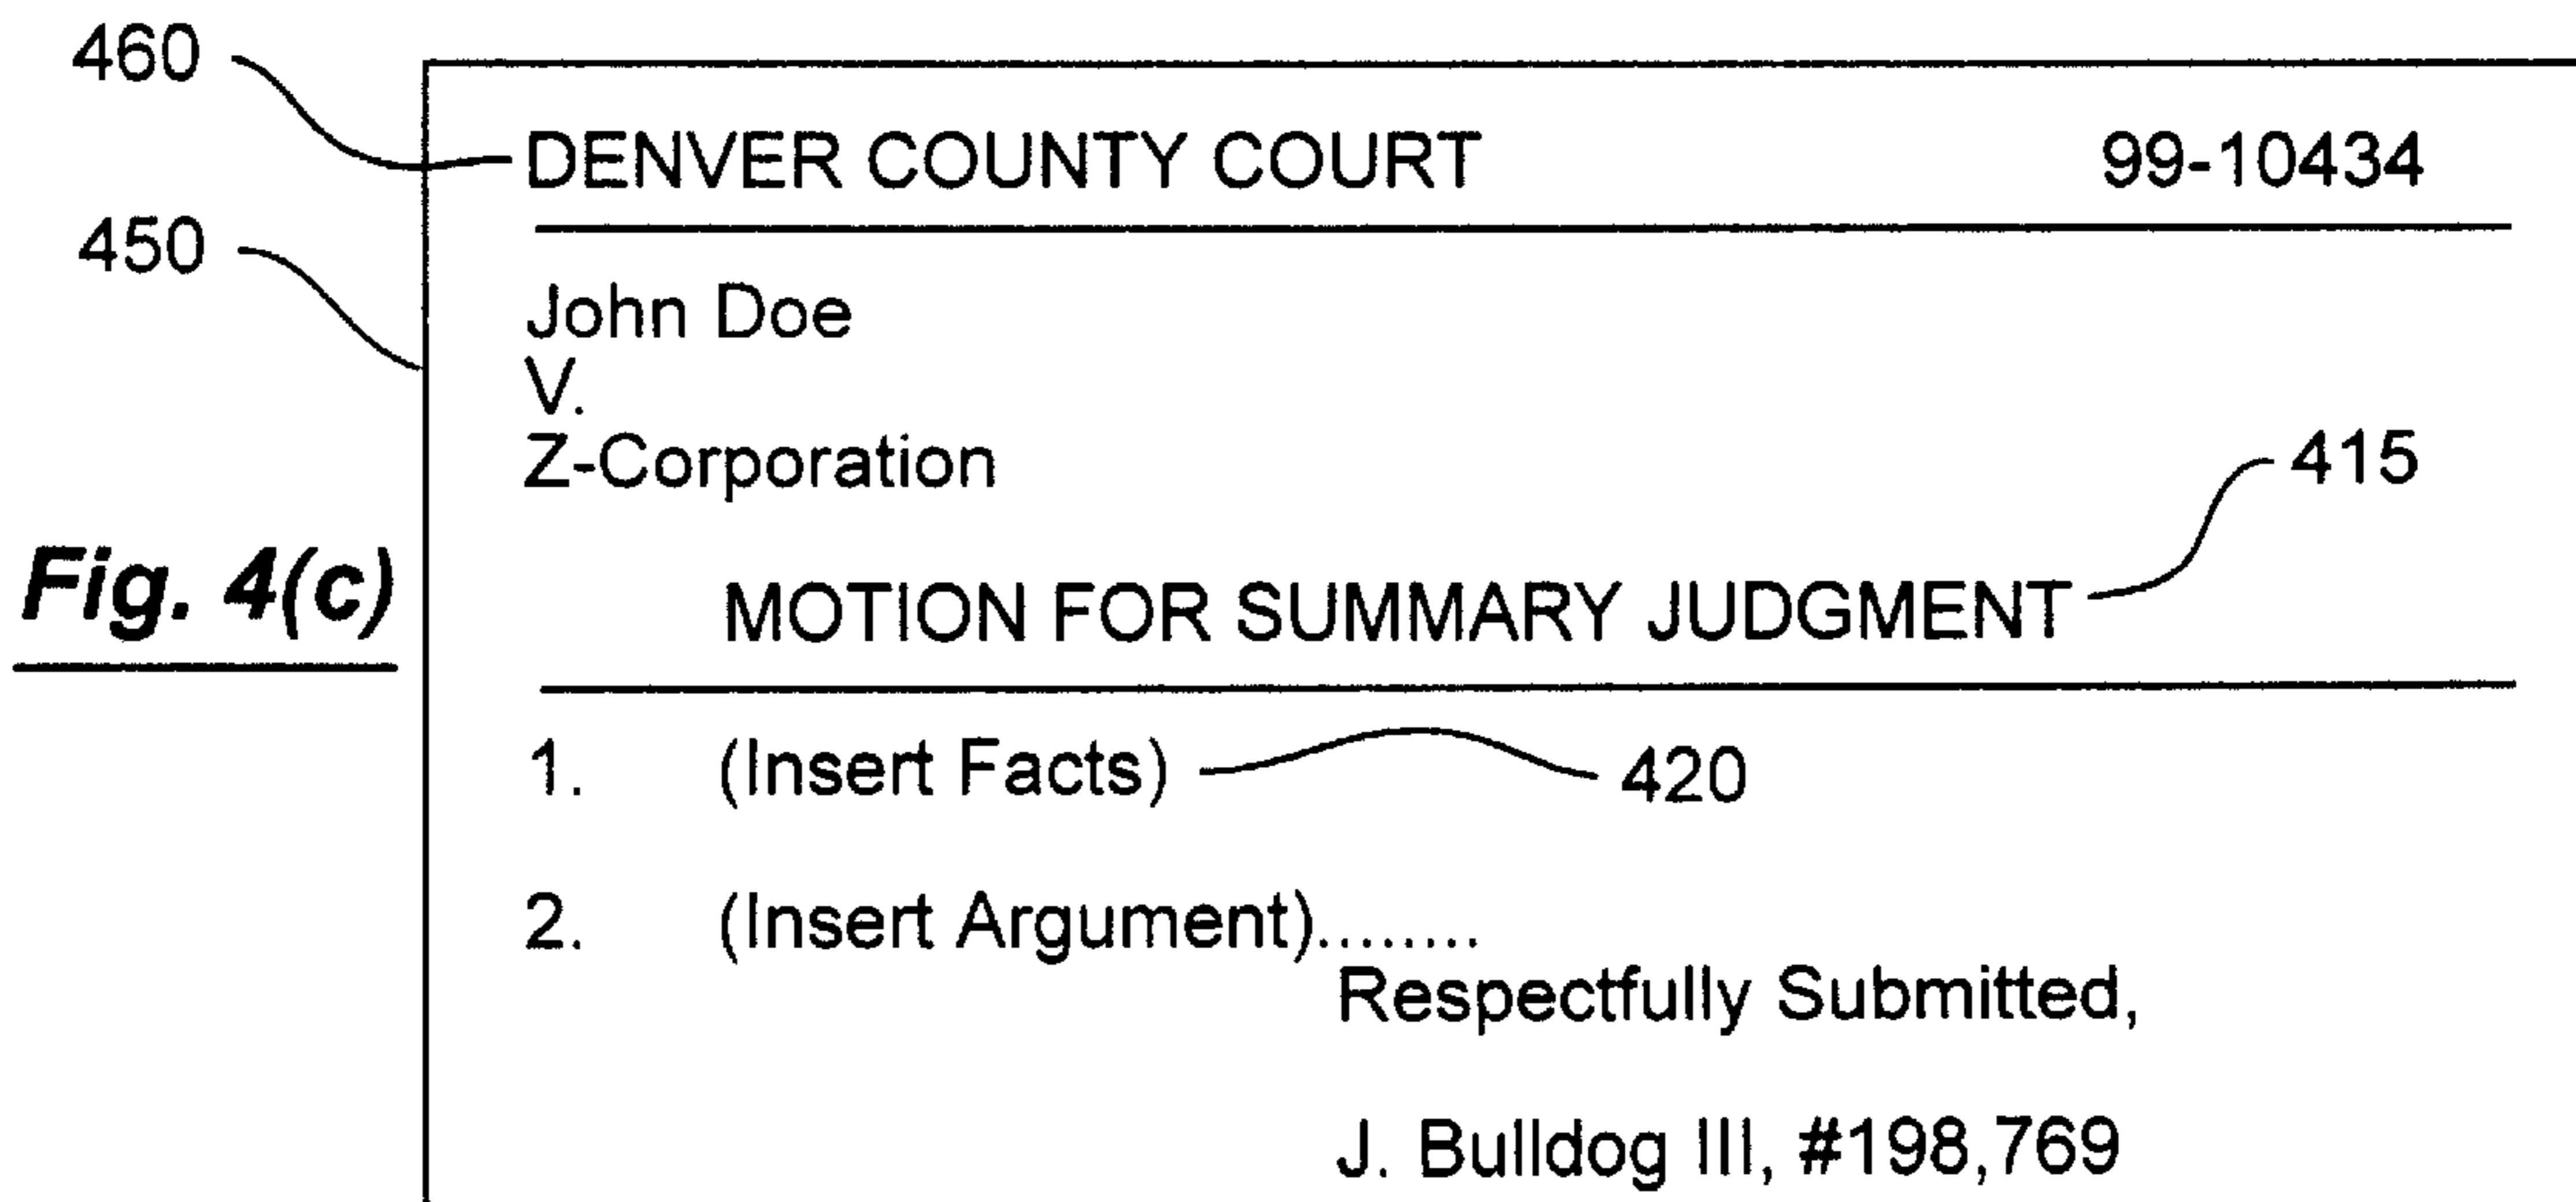 460
DENVER COUNTY COURT 99-10434
450
John Doe
V.
Z-Corporation
415
Fig. 4(c)
MOTION FOR SUMMARY JUDGMENT
1. (Insert Facts) 420
2. (Insert Argument)........
Respectfully Submitted,
J. Bulldog III, #198,769